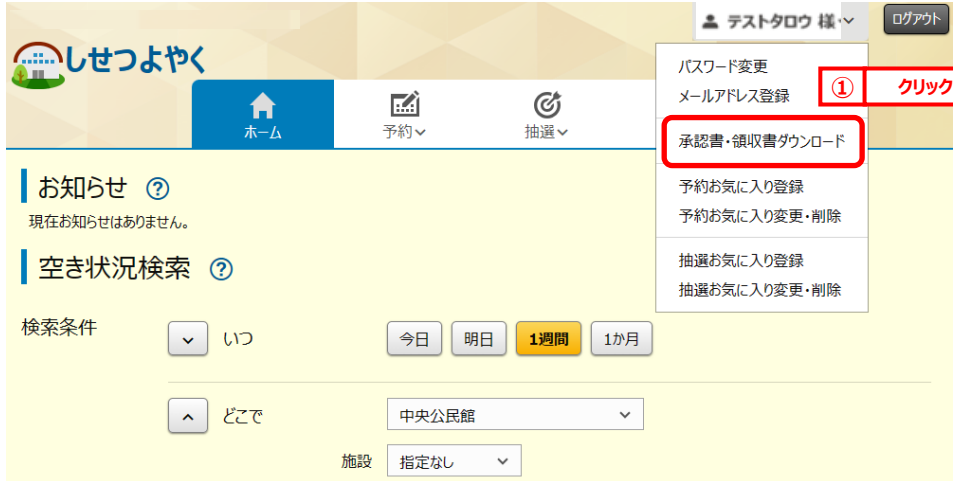 テストタロウ 様
ログアウト
しせつよやく
ホーム
予約
抽選
パスワード変更
メールアドレス登録
① クリック
承認書・領収書ダウンロード
予約お気に入り登録
予約お気に入り変更・削除
抽選お気に入り登録
抽選お気に入り変更・削除
お知らせ ?
現在お知らせはありません。
空き状況検索 ?
検索条件
いつ
今日 明日 1週間 1か月
どこで
中央公民館
施設 指定なし